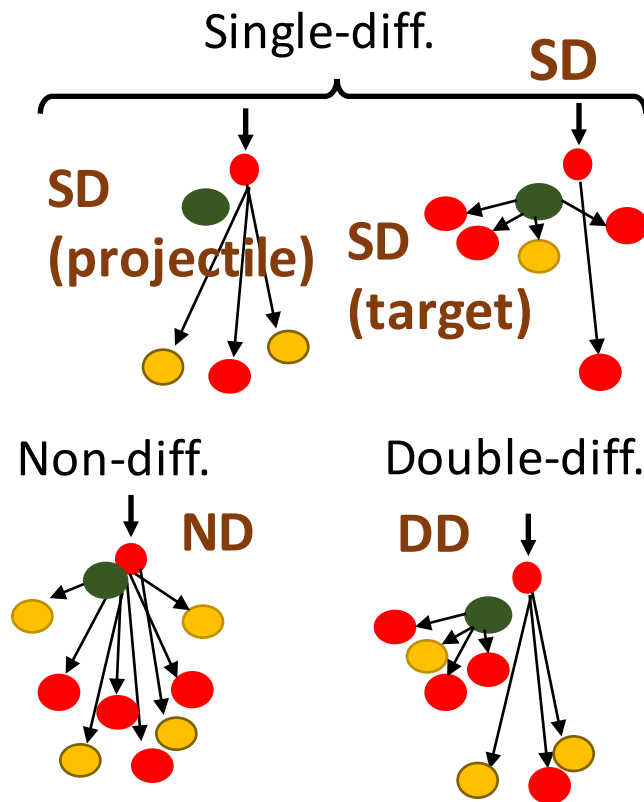 Single-diff.
SD
SD
(projectile)
SD
(target)
Non-diff.
Double-diff.
ND
DD